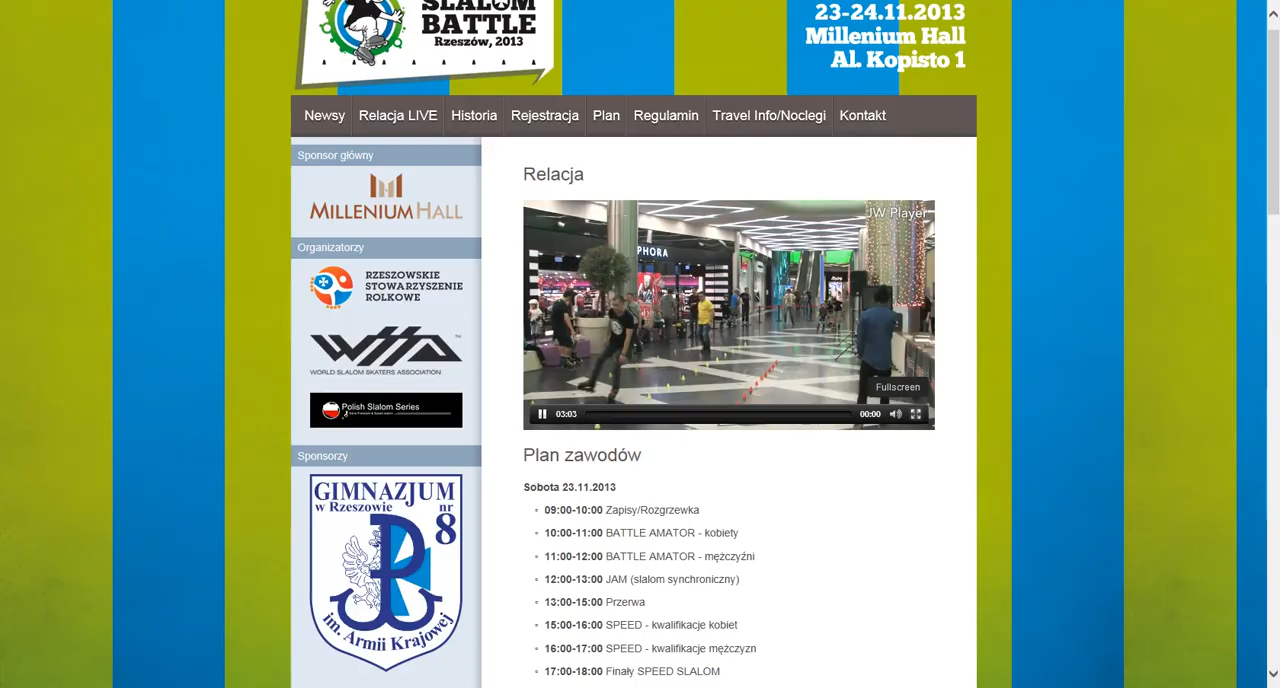 SLALOM
BATTLE
Rzeszów, 2013
23-24.11.2013
Millenium Hall
Al. Kopisto 1
Newsy Relacja LIVE Historia Rejestracja Plan Regulamin Travel Info/Noclegi Kontakt
Sponsor główny
MILLENIUM HALL
Organizatorzy
RZESZOWSKIE
STOWARZYSZENIE
ROLKOWE
WORLD SLALOM SKATERS ASSOCIATION
Polish Slalom Series
Sponsorzy
GIMNAZJUM
w Rzeszowie nr
8
im. Armii Krajowej
Relacja
JW Player
PHORA
Fullscreen
03:03 00:00
Plan zawodów
Sobota 23.11.2013
09:00-10:00 Zapisy/Rozgrzewka
10:00-11:00 BATTLE AMATOR - kobiety
11:00-12:00 BATTLE AMATOR - mężczyźni
12:00-13:00 JAM (slalom synchroniczny)
13:00-15:00 Przerwa
15:00-16:00 SPEED - kwalifikacje kobiet
16:00-17:00 SPEED - kwalifikacje mężczyzn
17:00-18:00 Finały SPEED SLALOM